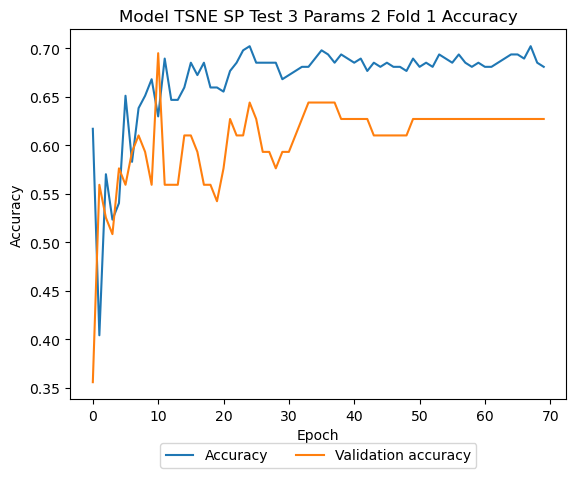 Model TSNE SP Test 3 Params 2 Fold 1 Accuracy
0.70
0.65
0.60
0.55
0.50
0.45
0.40
0.35
Accuracy
0 10 20 30 40 50 60 70
Epoch
Accuracy Validation accuracy